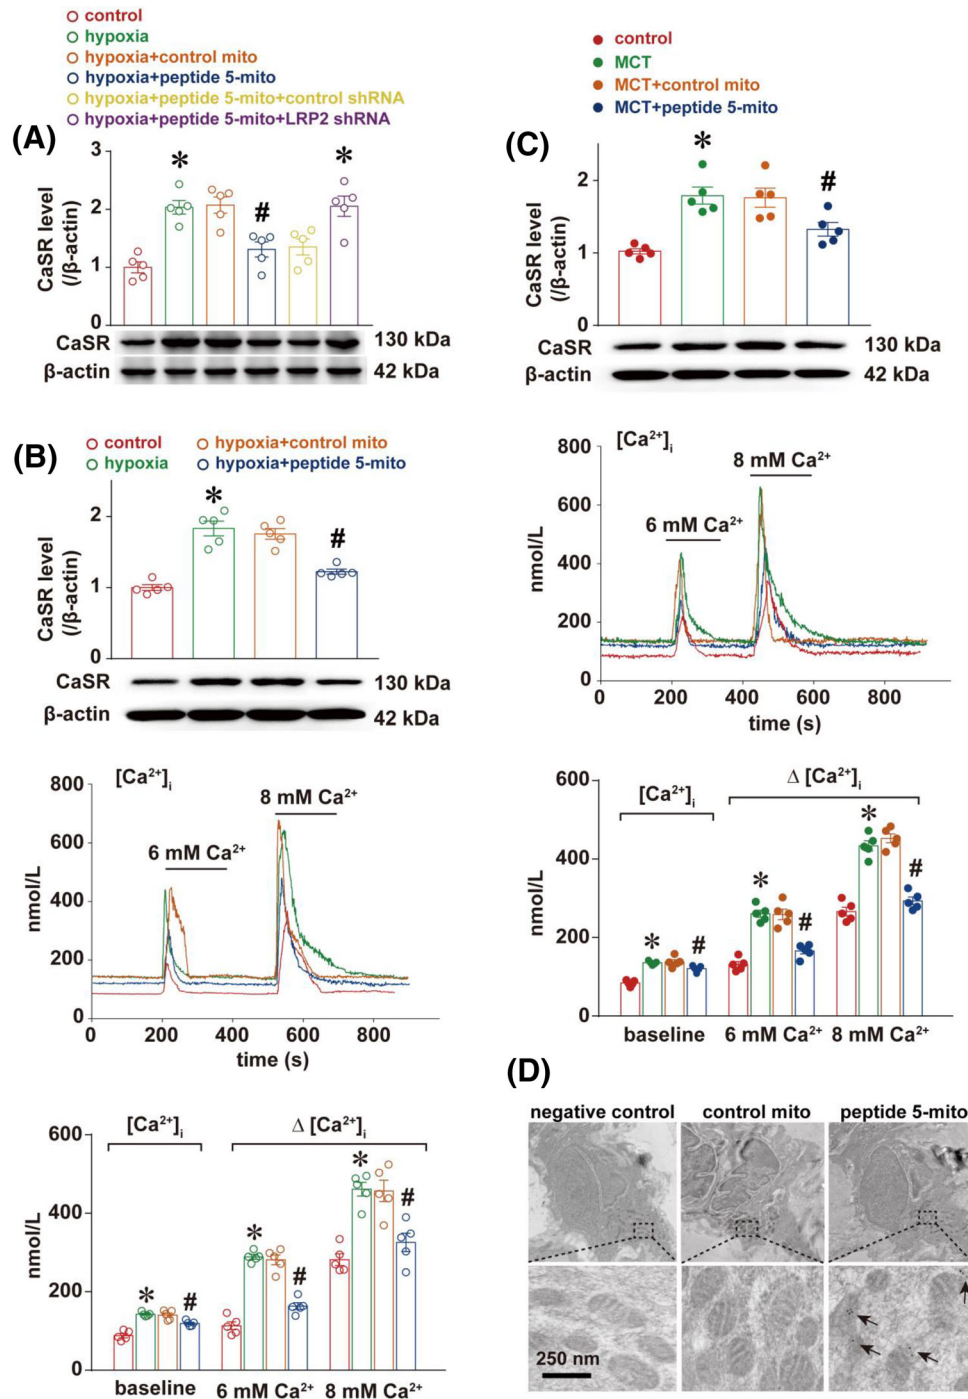 control
hypoxia
hypoxia+control mito
hypoxia+peptide 5-mito
hypoxia+peptide 5-mito+control shRNA
hypoxia+peptide 5-mito+LRP2 shRNA
(A)
3
2
1
0
CaSR level
(/β-actin)
*
#
*
CaSR
130 kDa
β-actin
42 kDa
(B)
control
hypoxia
hypoxia+control mito
hypoxia+peptide 5-mito
2
1
0
CaSR level
(/β-actin)
*
#
CaSR
130 kDa
β-actin
42 kDa
800
600
400
200
0
nmol/L
[Ca²⁺]ᵢ
6 mM Ca²⁺
8 mM Ca²⁺
0 200 400 600 800
time (s)
600
400
200
0
nmol/L
[Ca²⁺]ᵢ
Δ [Ca²⁺]ᵢ
* # * # * #
baseline 6 mM Ca²⁺ 8 mM Ca²⁺
(C)
control
MCT
MCT+control mito
MCT+peptide 5-mito
2
1
0
CaSR level
(/β-actin)
*
#
CaSR
130 kDa
β-actin
42 kDa
800
600
400
200
0
nmol/L
[Ca²⁺]ᵢ
6 mM Ca²⁺
8 mM Ca²⁺
0 200 400 600 800
time (s)
600
400
200
0
nmol/L
[Ca²⁺]ᵢ
Δ [Ca²⁺]ᵢ
* # * # * #
baseline 6 mM Ca²⁺ 8 mM Ca²⁺
(D)
negative control control mito peptide 5-mito
250 nm